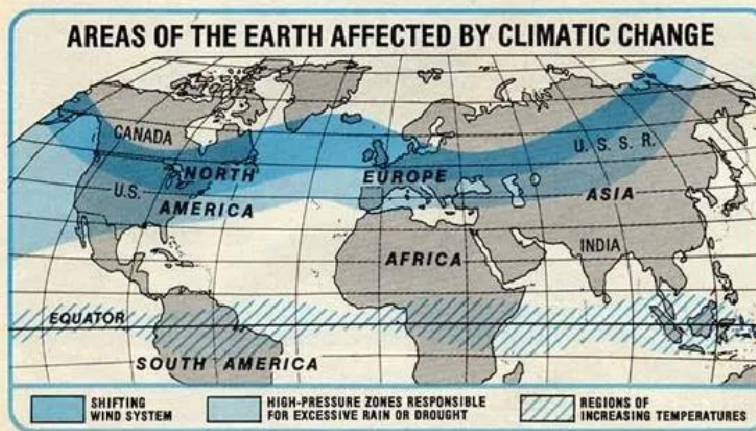 AREAS OF THE EARTH AFFECTED BY CLIMATIC CHANGE
CANADA
NORTH
AMERICA
U.S.
EUROPE
U.S.S.R.
ASIA
AFRICA
INDIA
EQUATOR
SOUTH AMERICA
SHIFTING
WIND SYSTEM
HIGH-PRESSURE ZONES RESPONSIBLE
FOR EXCESSIVE RAIN OR DROUGHT
REGIONS OF
INCREASING TEMPERATURES